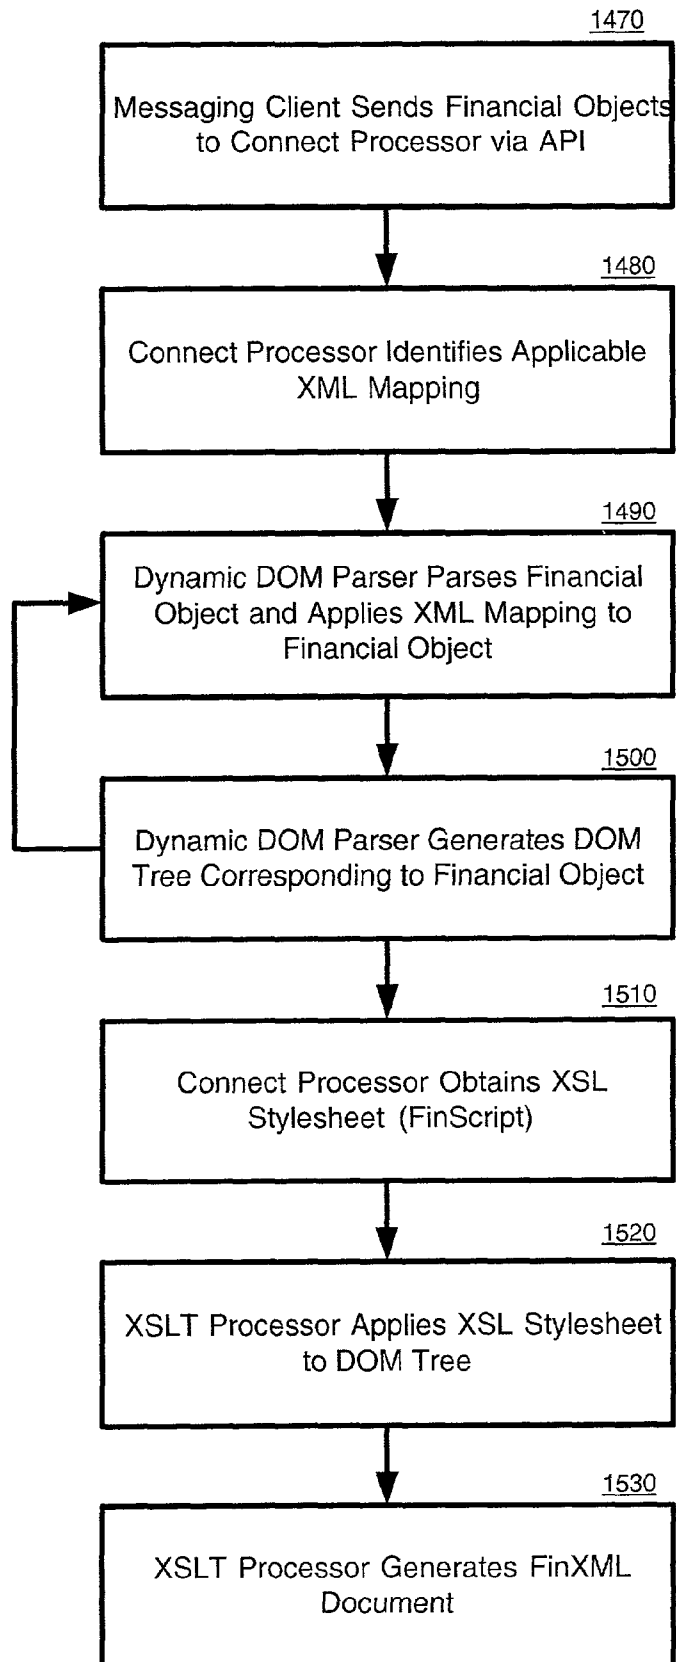 1470
Messaging Client Sends Financial Objects
to Connect Processor via API
1480
Connect Processor Identifies Applicable
XML Mapping
1490
Dynamic DOM Parser Parses Financial
Object and Applies XML Mapping to
Financial Object
1500
Dynamic DOM Parser Generates DOM
Tree Corresponding to Financial Object
1510
Connect Processor Obtains XSL
Stylesheet (FinScript)
1520
XSLT Processor Applies XSL Stylesheet
to DOM Tree
1530
XSLT Processor Generates FinXML
Document